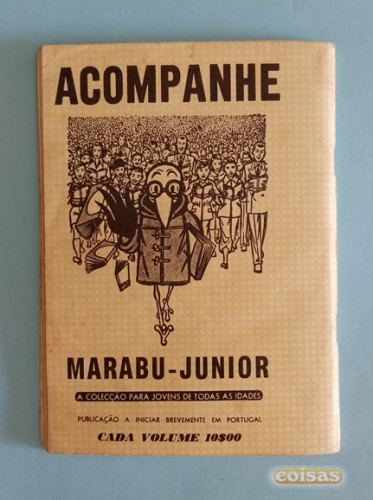 ACOMPANHE
MARABU-JUNIOR
A COLECÇÃO PARA JOVENS DE TODAS AS IDADES
PUBLICAÇÃO A INICIAR BREVEMENTE EM PORTUGAL
CADA VOLUME 10$00
coisas